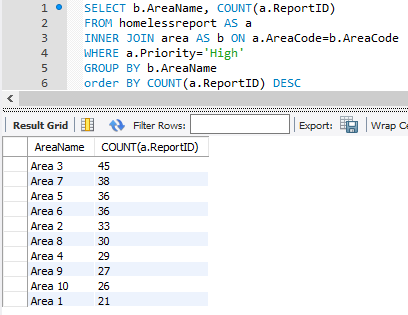 1 SELECT b.AreaName, COUNT(a.ReportID)
2 FROM homelessreport AS a
3 INNER JOIN area AS b ON a.AreaCode=b.AreaCode
4 WHERE a.Priority='High'
5 GROUP BY b.AreaName
6 order BY COUNT(a.ReportID) DESC
Result Grid Filter Rows: Export: Wrap Ce
AreaName COUNT(a.ReportID)
Area 3 45
Area 7 38
Area 5 36
Area 6 36
Area 2 33
Area 8 30
Area 4 29
Area 9 27
Area 10 26
Area 1 21